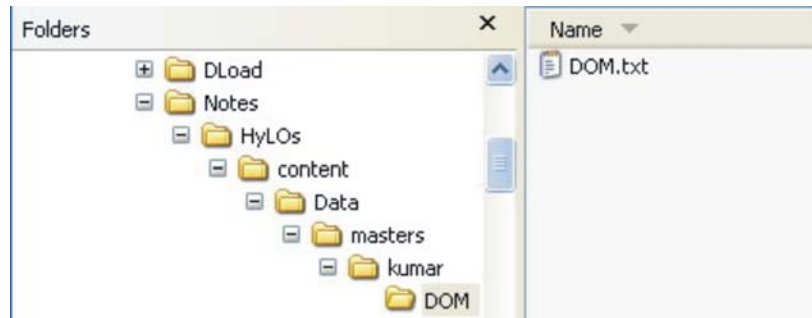 Folders
DLoad
Notes
HyLOs
content
Data
masters
kumar
DOM
Name
DOM.txt